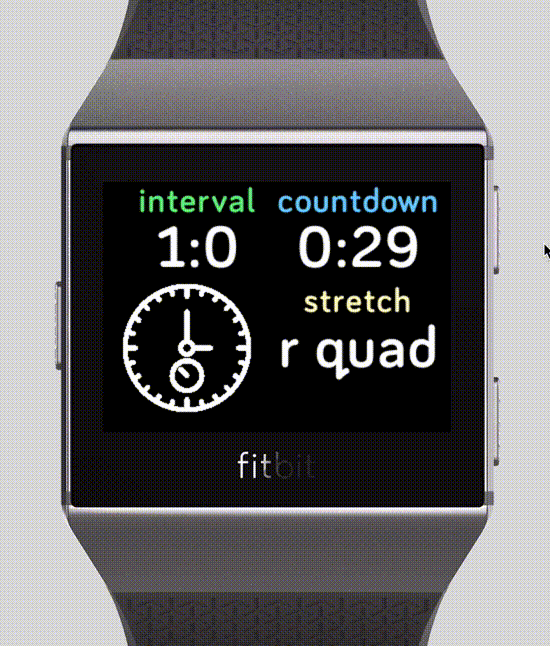 interval countdown
1:0 0:29
stretch
r quad
fitbit